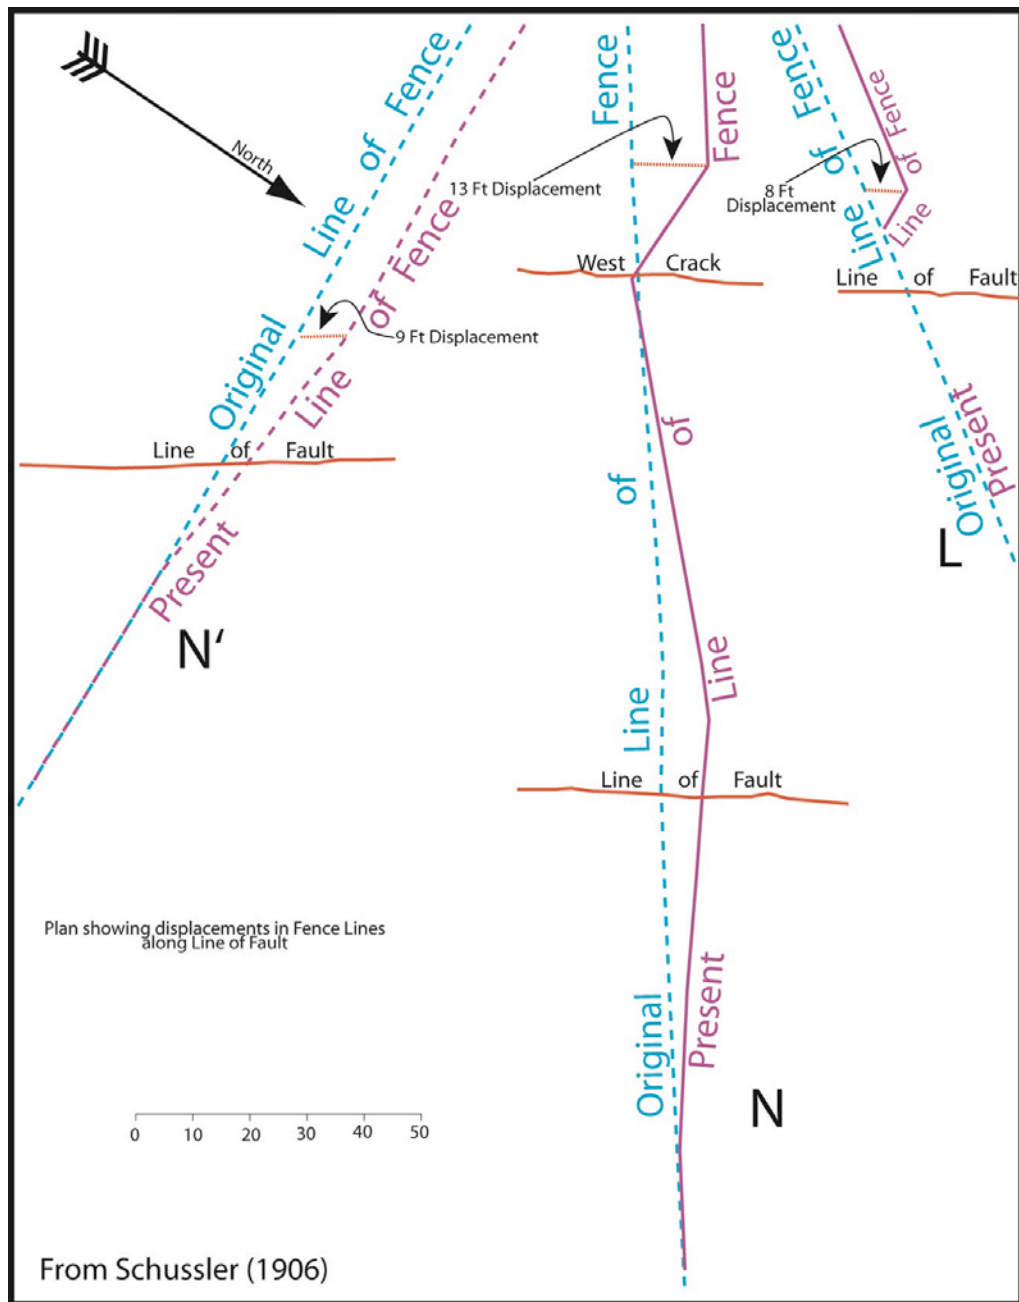 North
Original Line of Fence
Present Line of Fence
9 Ft Displacement
Line of Fault
N‘
Original Line of Fence
Present Line of Fence
13 Ft Displacement
West Crack
Line of Fault
N
Original Line of Fence
Present Line of Fence
8 Ft
Displacement
Line of Fault
L
Plan showing displacements in Fence Lines
along Line of Fault
0 10 20 30 40 50
From Schussler (1906)